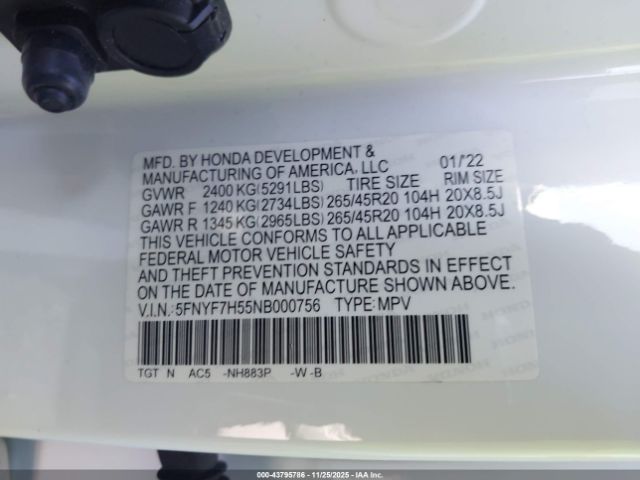 MFD. BY HONDA DEVELOPMENT &
MANUFACTURING OF AMERICA, LLC 01/'22
GVWR 2400 KG(5291LBS) TIRE SIZE RIM SIZE
GAWR F 1240 KG(2734LBS) 265/45R20 104H 20X8.5J
GAWR R 1345 KG(2965LBS) 265/45R20 104H 20X8.5J
THIS VEHICLE CONFORMS TO ALL APPLICABLE
FEDERAL MOTOR VEHICLE SAFETY
AND THEFT PREVENTION STANDARDS IN EFFECT
ON THE DATE OF MANUFACTURE SHOWN ABOVE.
V.I.N.:5FNYF7H55NB000756 TYPE:MPV
TGT N AC5 -NH883P -W -B
000-43795786 - 11/25/2025 - IAA Inc.